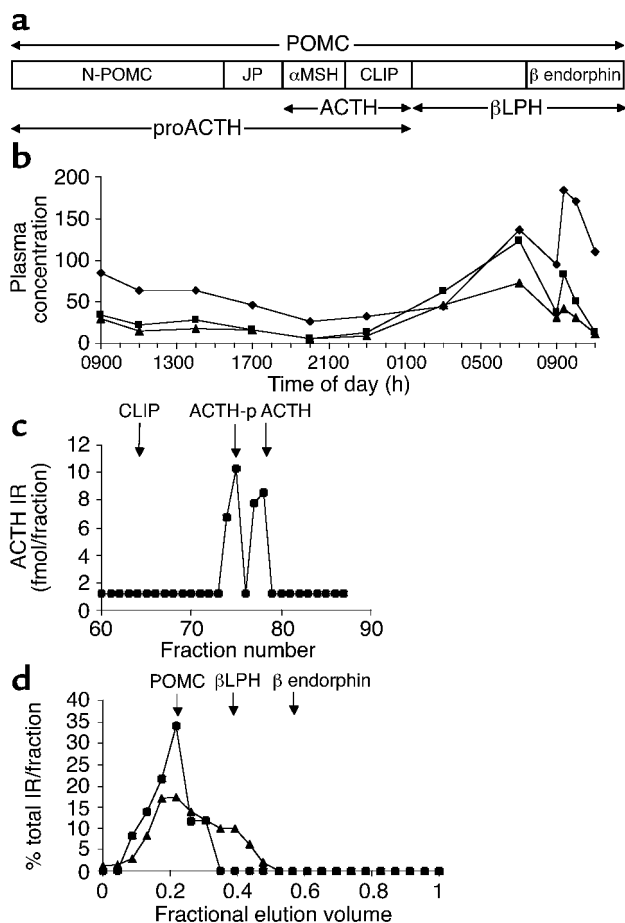 a
POMC
N-POMC JP αMSH CLIP β endorphin
ACTH βLPH
proACTH
b
200
150
100
50
0
Plasma
concentration
0900 1300 1700 2100 0100 0500 0900
Time of day (h)
c
CLIP ACTH-p ACTH
12
10
8
6
4
2
0
ACTH IR
(fmol/fraction)
60 70 80 90
Fraction number
d
POMC βLPH β endorphin
40
35
30
25
20
15
10
5
0
% total IR/fraction
0 0.2 0.4 0.6 0.8 1
Fractional elution volume